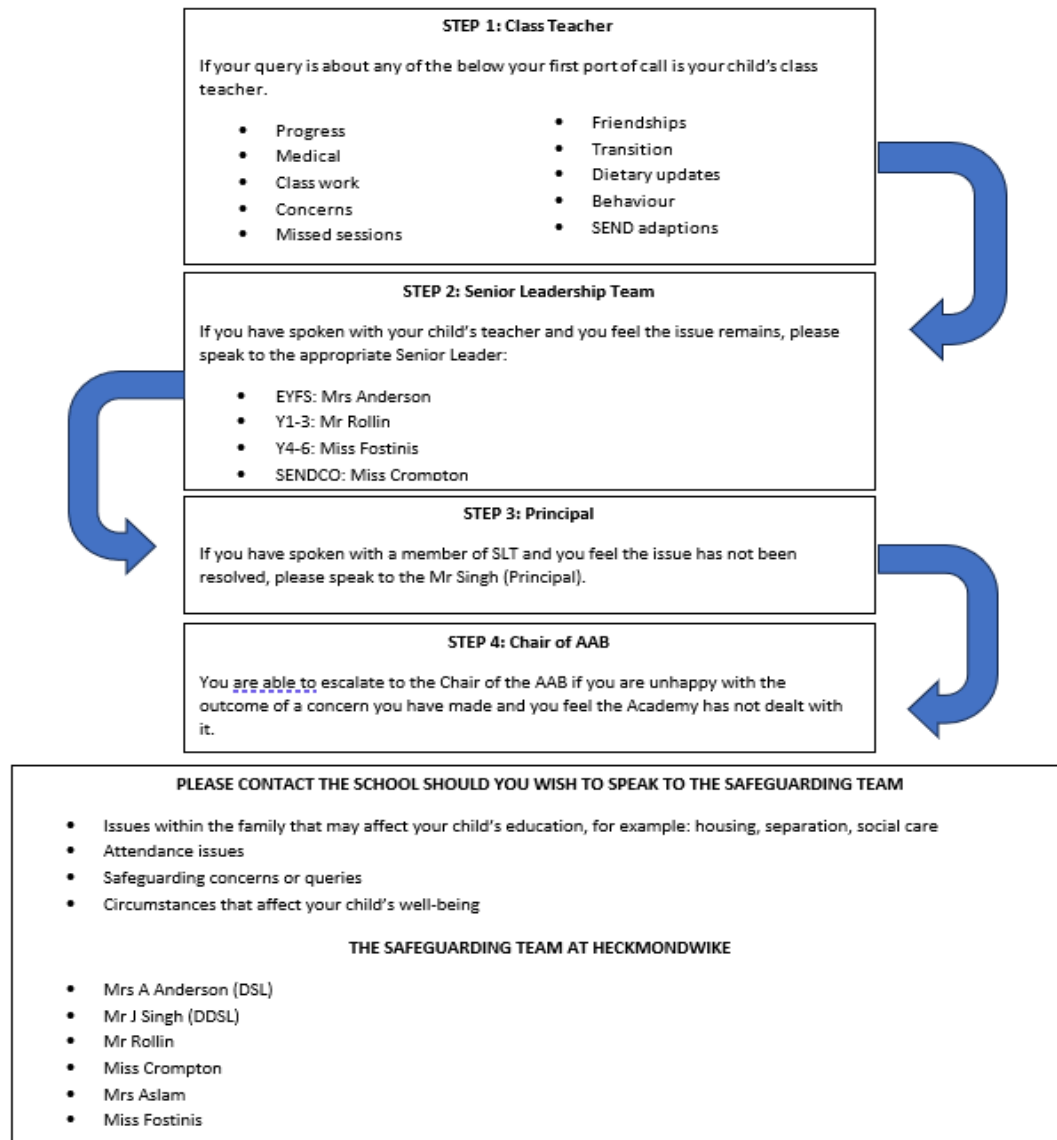 STEP 1: Class Teacher
If your query is about any of the below your first port of call is your child's class
teacher.
• Progress
• Medical
• Class work
• Concerns
• Missed sessions
• Friendships
• Transition
• Dietary updates
• Behaviour
• SEND adaptions
STEP 2: Senior Leadership Team
If you have spoken with your child's teacher and you feel the issue remains, please
speak to the appropriate Senior Leader:
• EYFS: Mrs Anderson
• Y1-3: Mr Rollin
• Y4-6: Miss Fostinis
• SENDCO: Miss Crompton
STEP 3: Principal
If you have spoken with a member of SLT and you feel the issue has not been
resolved, please speak to the Mr Singh (Principal).
STEP 4: Chair of AAB
You are able to escalate to the Chair of the AAB if you are unhappy with the
outcome of a concern you have made and you feel the Academy has not dealt with
it.
PLEASE CONTACT THE SCHOOL SHOULD YOU WISH TO SPEAK TO THE SAFEGUARDING TEAM
• Issues within the family that may affect your child's education, for example: housing, separation, social care
• Attendance issues
• Safeguarding concerns or queries
• Circumstances that affect your child's well-being
THE SAFEGUARDING TEAM AT HECKMONDWIKE
• Mrs A Anderson (DSL)
• Mr J Singh (DDSL)
• Mr Rollin
• Miss Crompton
• Mrs Aslam
• Miss Fostinis